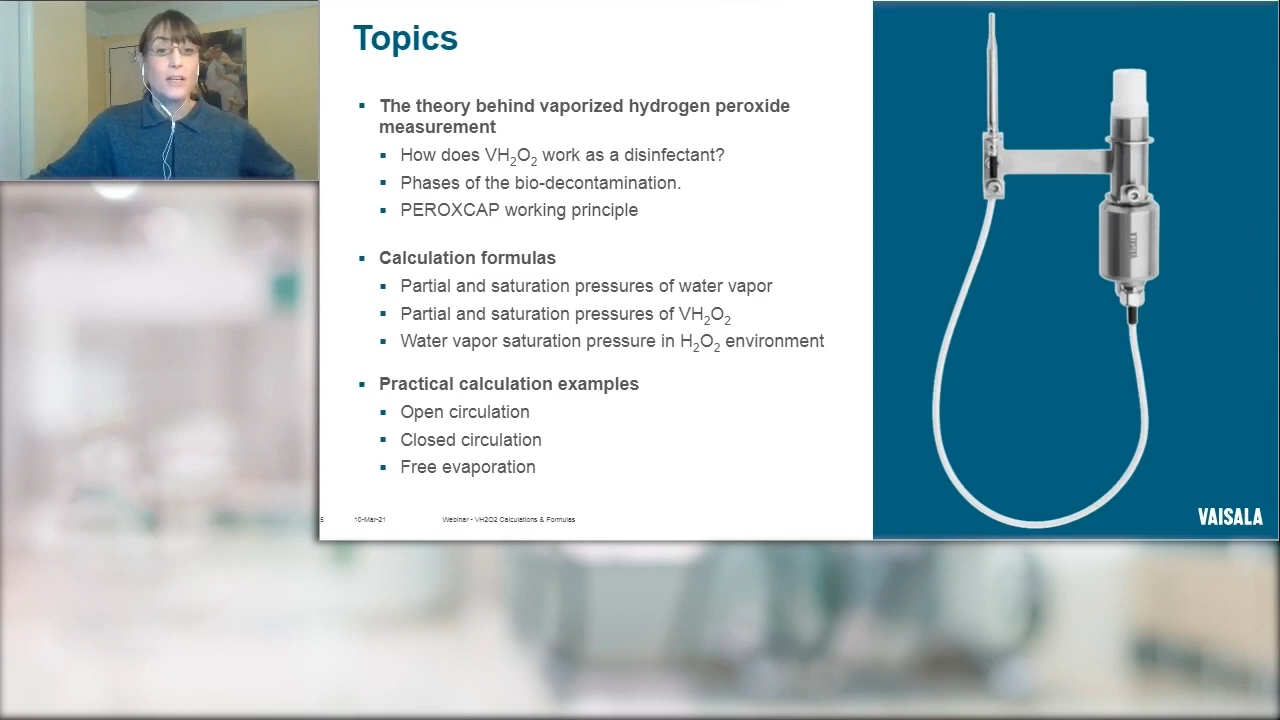 Topics
▪ The theory behind vaporized hydrogen peroxide
measurement
▪ How does VH₂O₂ work as a disinfectant?
▪ Phases of the bio-decontamination.
▪ PEROXCAP working principle
▪ Calculation formulas
▪ Partial and saturation pressures of water vapor
▪ Partial and saturation pressures of VH₂O₂
▪ Water vapor saturation pressure in H₂O₂ environment
▪ Practical calculation examples
▪ Open circulation
▪ Closed circulation
▪ Free evaporation
5 10-Mar-21 Webinar - VH2O2 Calculations & Formulas
VAISALA
VAISALA